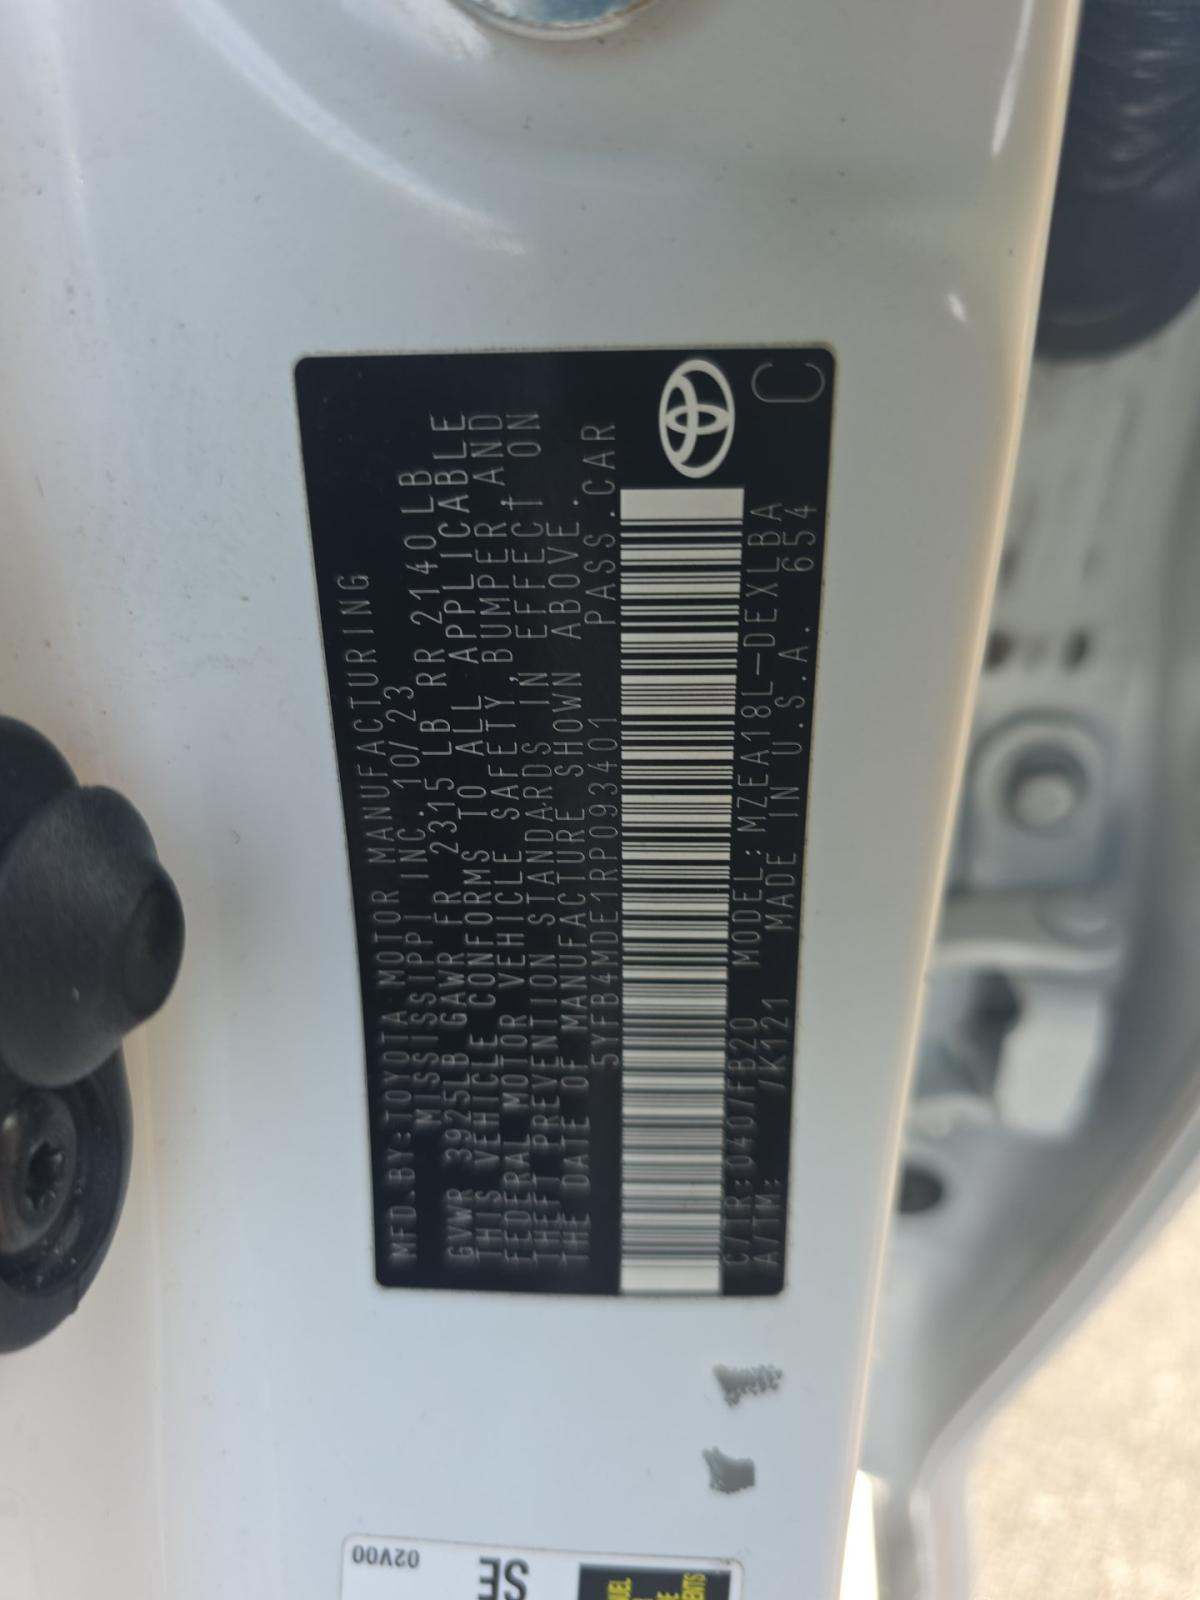 MFD.BY:TOYOTA MOTOR MANUFACTURING
MISSISSIPPI INC. 10/23
GVWR 3925LB GAWR FR 2315LB RR 2140LB
THIS VEHICLE CONFORMS TO ALL APPLICABLE
FEDERAL MOTOR VEHICLE SAFETY,BUMPER,AND
THEFT PREVENTION STANDARDS IN EFFECT ON
THE DATE OF MANUFACTURE SHOWN ABOVE.
5YFB4MDE1RP093401 PASS.CAR
C/TR:0407/FB20 MODEL:MZEA18L-DEXLBA
A/TM: /K121 MADE IN U.S.A. 654
C
02V00
SE